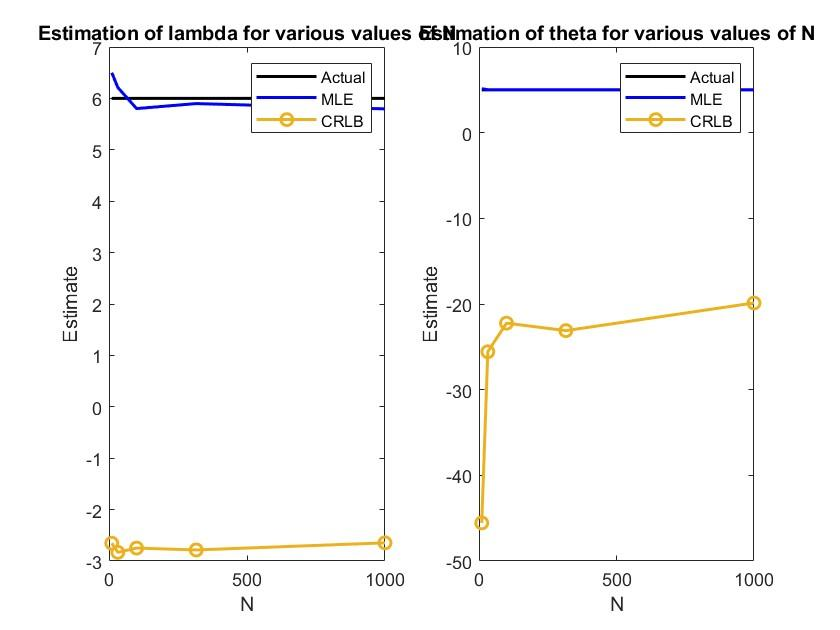 Estimation of lambda for various values of N
Estimation of theta for various values of N
7
6
5
4
3
2
1
0
-1
-2
-3
Estimate
0
500
1000
N
Actual
MLE
CRLB
10
0
-10
-20
-30
-40
-50
Estimate
0
500
1000
N
Actual
MLE
CRLB